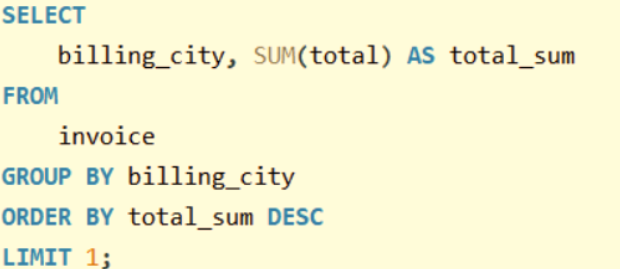 SELECT
    billing_city, SUM(total) AS total_sum
FROM
    invoice
GROUP BY billing_city
ORDER BY total_sum DESC
LIMIT 1;